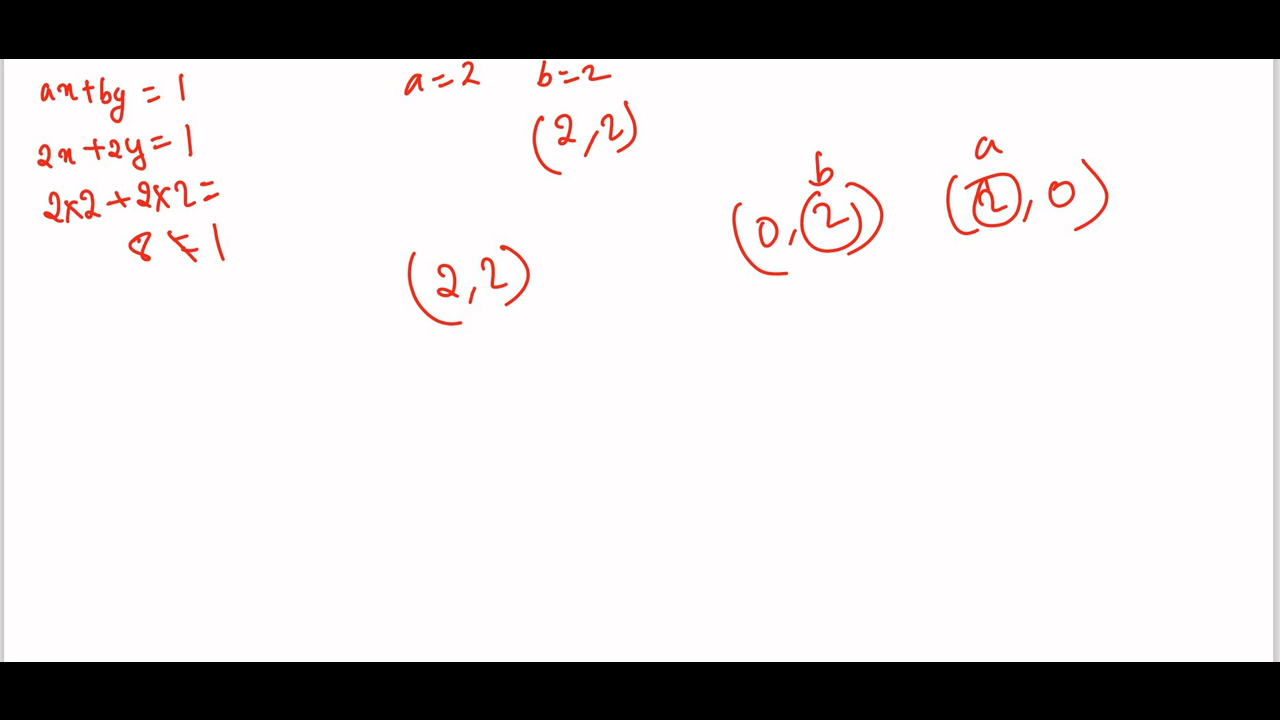 ax+by = 1
2x+2y = 1
2x2 + 2x2 =
8 ≠ 1
a=2 b=2
(2,2)
(2,2)
b
(0,2)
a
(2,0)